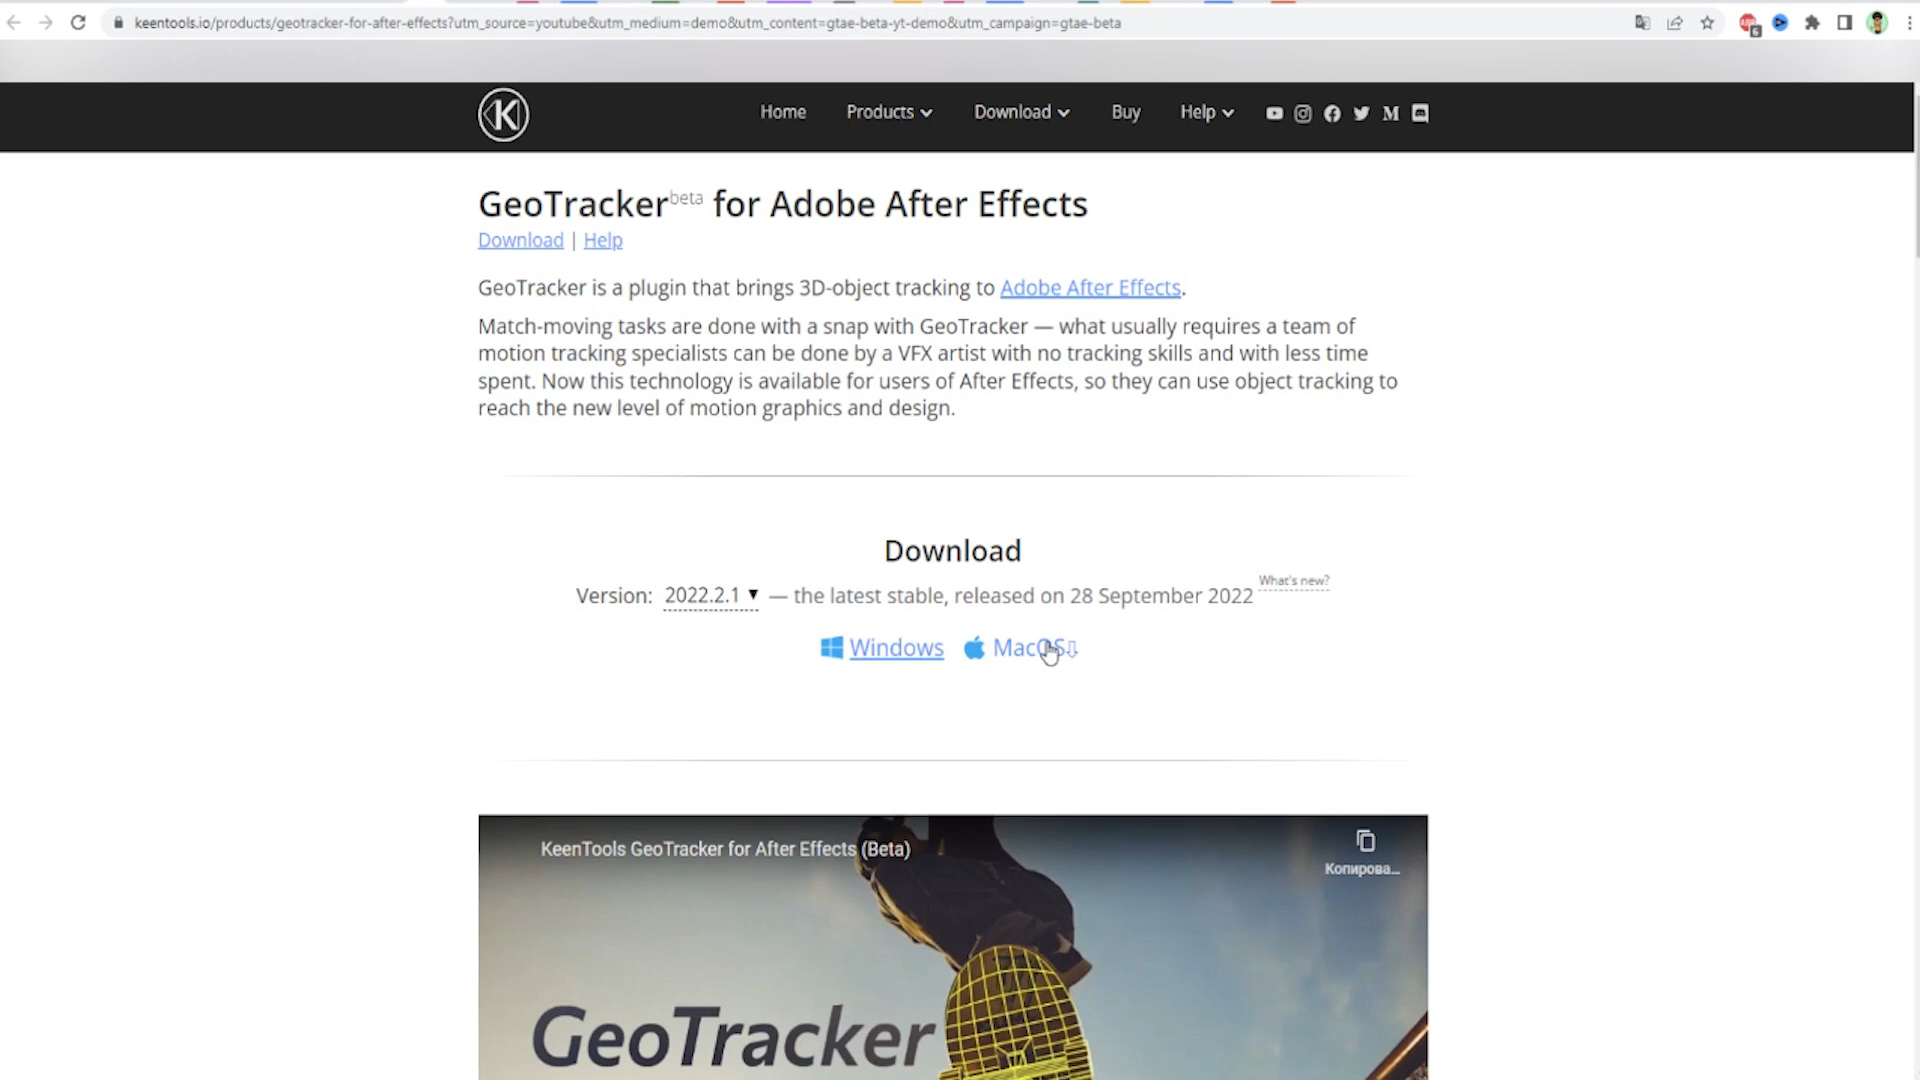 keentools.io/products/geotracker-for-after-effects?utm_source=youtube&utm_medium=demo&utm_content=gtae-beta-yt-demo&utm_campaign=gtae-beta
6
K
Home Products Download Buy Help
GeoTracker beta for Adobe After Effects
Download | Help
GeoTracker is a plugin that brings 3D-object tracking to Adobe After Effects.
Match-moving tasks are done with a snap with GeoTracker — what usually requires a team of
motion tracking specialists can be done by a VFX artist with no tracking skills and with less time
spent. Now this technology is available for users of After Effects, so they can use object tracking to
reach the new level of motion graphics and design.
Download
Version: 2022.2.1 ▼ — the latest stable, released on 28 September 2022 What's new?
Windows MacOS⇩
KeenTools GeoTracker for After Effects (Beta)
Копирова...
GeoTracker